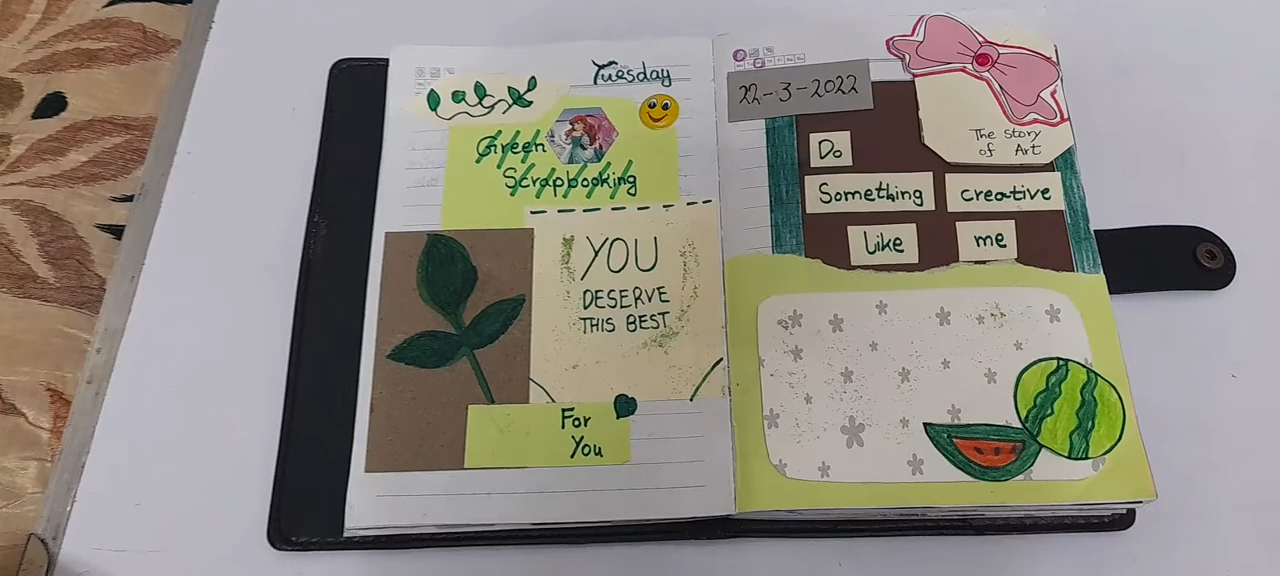 Tuesday
Green
Scrapbooking
YOU
DESERVE
THIS BEST
For
You
22-3-2022
The Story
of Art
Do
Something creative
Like me